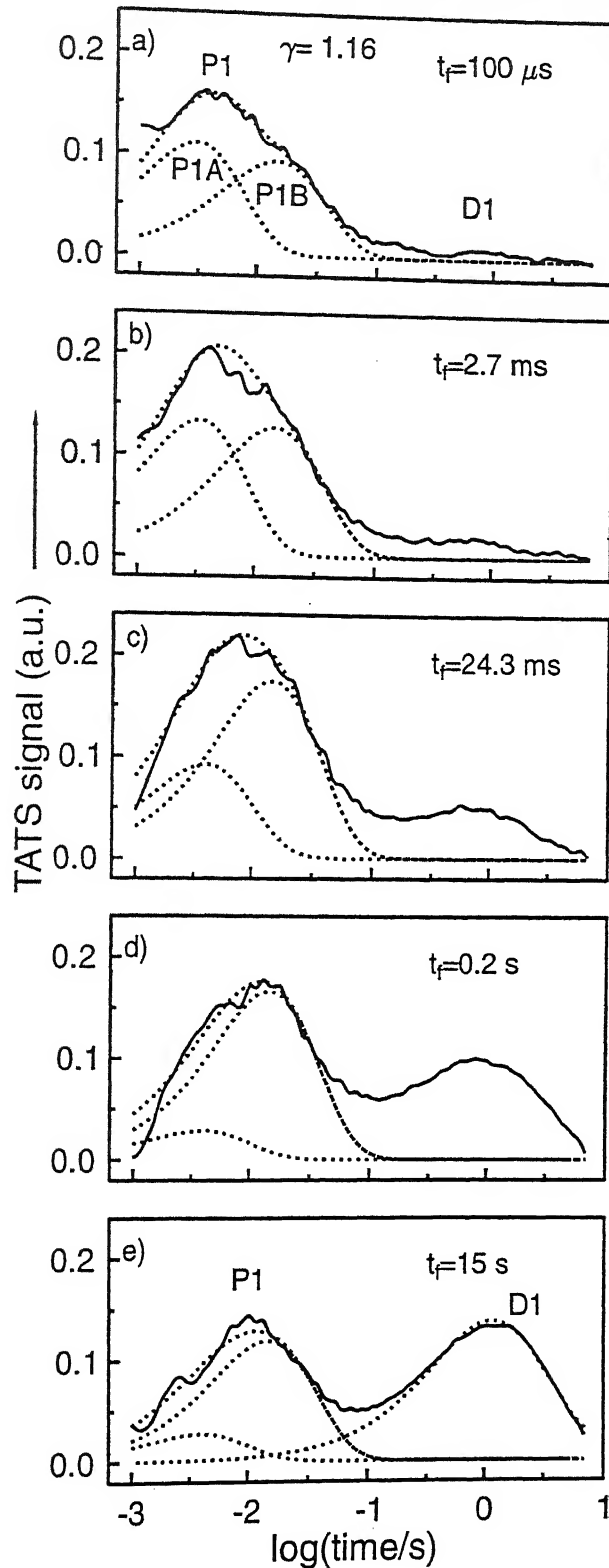 a)
P1
γ= 1.16
t_f=100 μs
0.2
0.1
0.0
P1A
P1B
D1
b)
t_f=2.7 ms
0.2
0.1
0.0
c)
t_f=24.3 ms
0.2
0.1
0.0
TATS signal (a.u.)
d)
t_f=0.2 s
0.2
0.1
0.0
e)
P1
t_f=15 s
D1
0.2
0.1
0.0
-3 -2 -1 0 1
log(time/s)